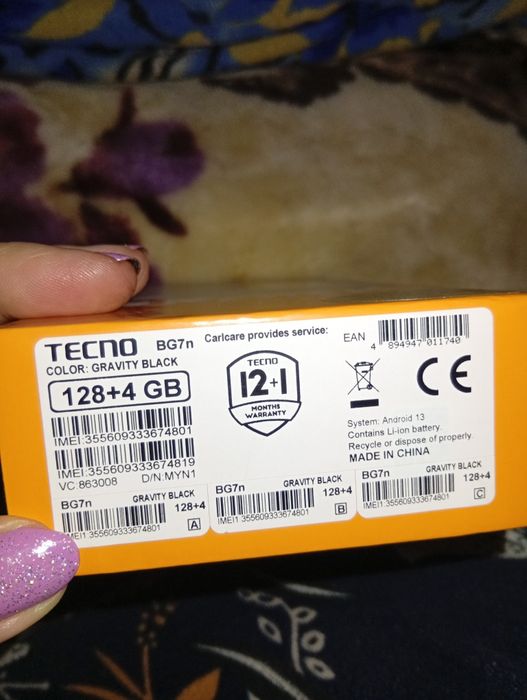 TECNO BG7n
COLOR: GRAVITY BLACK
128+4 GB
IMEI:355609333674801
IMEI:355609333674819
VC:863008 D/N:MYN1
Carlcare provides service:
TECNO
12+1
MONTHS
WARRANTY
EAN
4 894947 011740
CE
System: Android 13
Contains Li-ion battery.
Recycle or dispose of properly.
MADE IN CHINA
BG7n GRAVITY BLACK
128+4
IMEI1:355609333674801
A
BG7n GRAVITY BLACK
128+4
IMEI1:355609333674801
B
BG7n GRAVITY BLACK
128+4
IMEI1:355609333674801
C